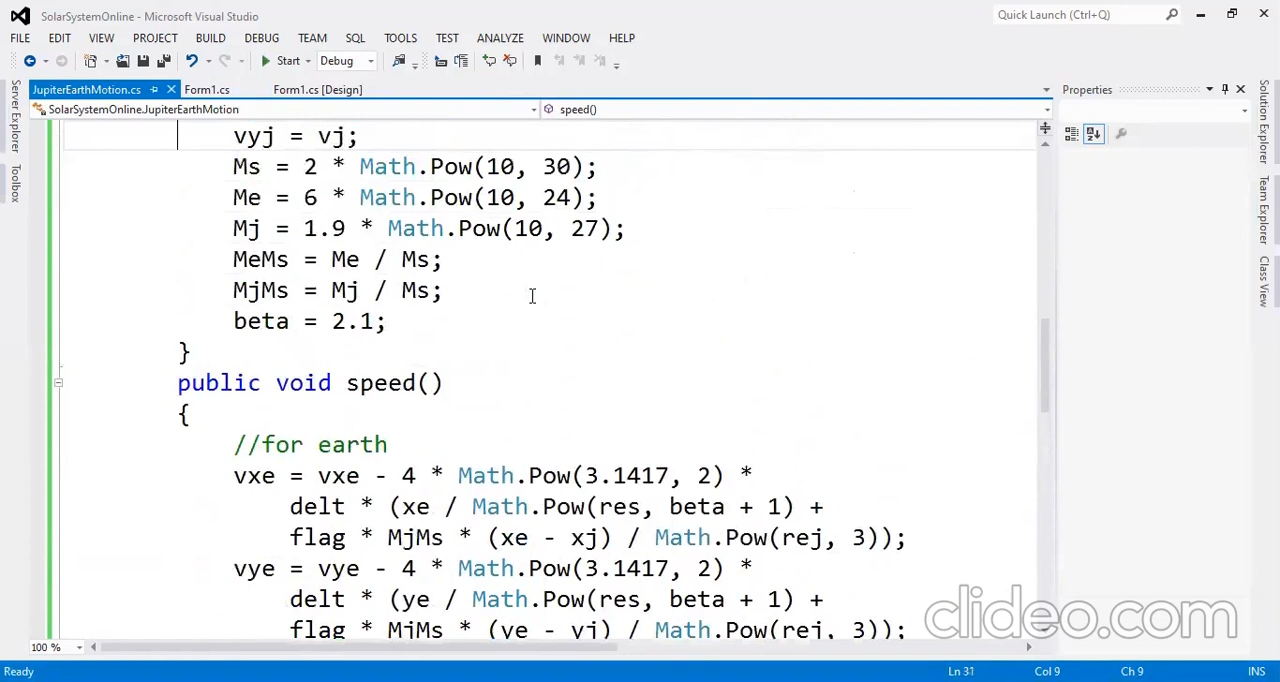 SolarSystemOnline - Microsoft Visual Studio
Quick Launch (Ctrl+Q)
FILE EDIT VIEW PROJECT BUILD DEBUG TEAM SQL TOOLS TEST ANALYZE WINDOW HELP
Start Debug
JupiterEarthMotion.cs Form1.cs Form1.cs [Design]
SolarSystemOnline.JupiterEarthMotion speed()
Properties
Server Explorer
Toolbox
Solution Explorer
Team Explorer
Class View
vyj = vj;
Ms = 2 * Math.Pow(10, 30);
Me = 6 * Math.Pow(10, 24);
Mj = 1.9 * Math.Pow(10, 27);
MeMs = Me / Ms;
MjMs = Mj / Ms;
beta = 2.1;
}
public void speed()
{
//for earth
vxe = vxe - 4 * Math.Pow(3.1417, 2) *
delt * (xe / Math.Pow(res, beta + 1) +
flag * MjMs * (xe - xj) / Math.Pow(rej, 3));
vye = vye - 4 * Math.Pow(3.1417, 2) *
delt * (ye / Math.Pow(res, beta + 1) +
flag * MjMs * (ye - yj) / Math.Pow(rej, 3));
clideo.com
100 %
Ready Ln 31 Col 9 Ch 9 INS